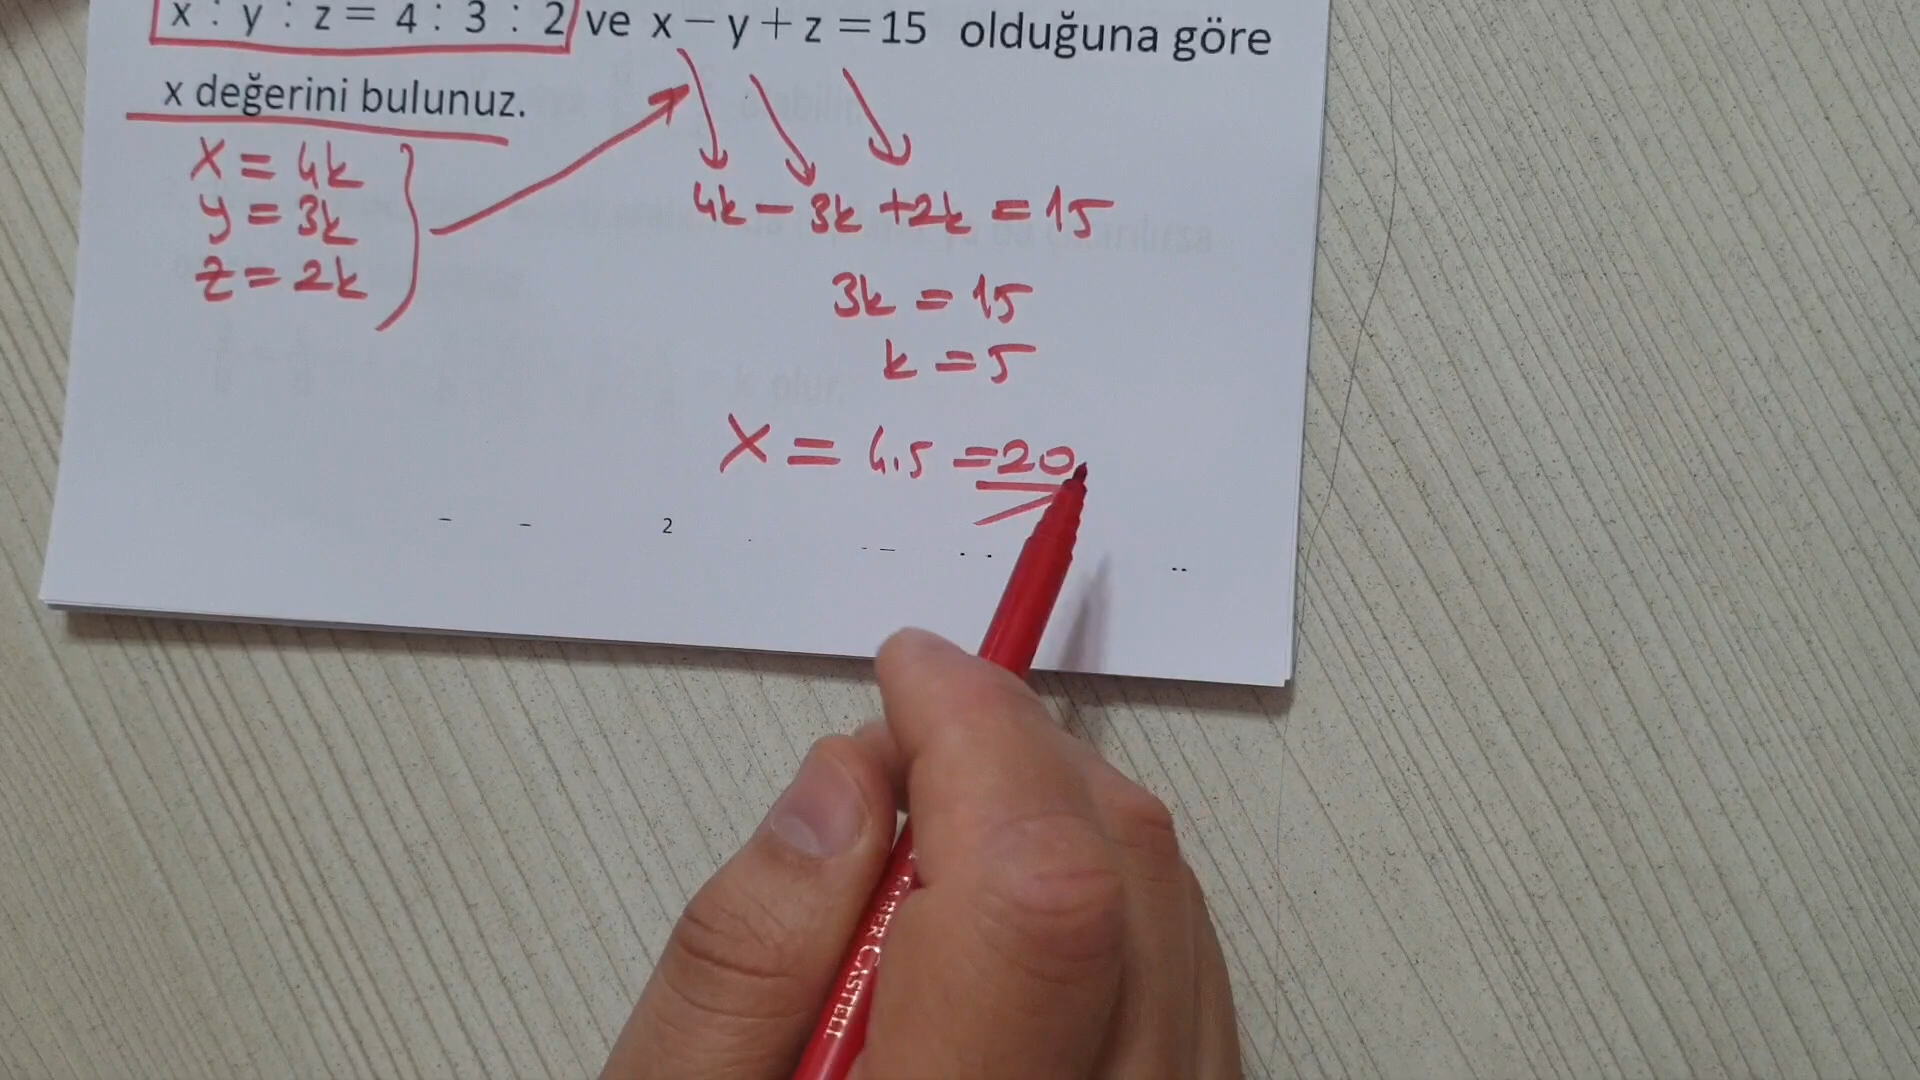 x : y : z = 4 : 3 : 2 ve x − y + z = 15 olduğuna göre
x değerini bulunuz.
x = 4k
y = 3k
z = 2k
4k − 3k + 2k = 15
3k = 15
k = 5
x = 4.5 = 20
2
FABER CASTELL